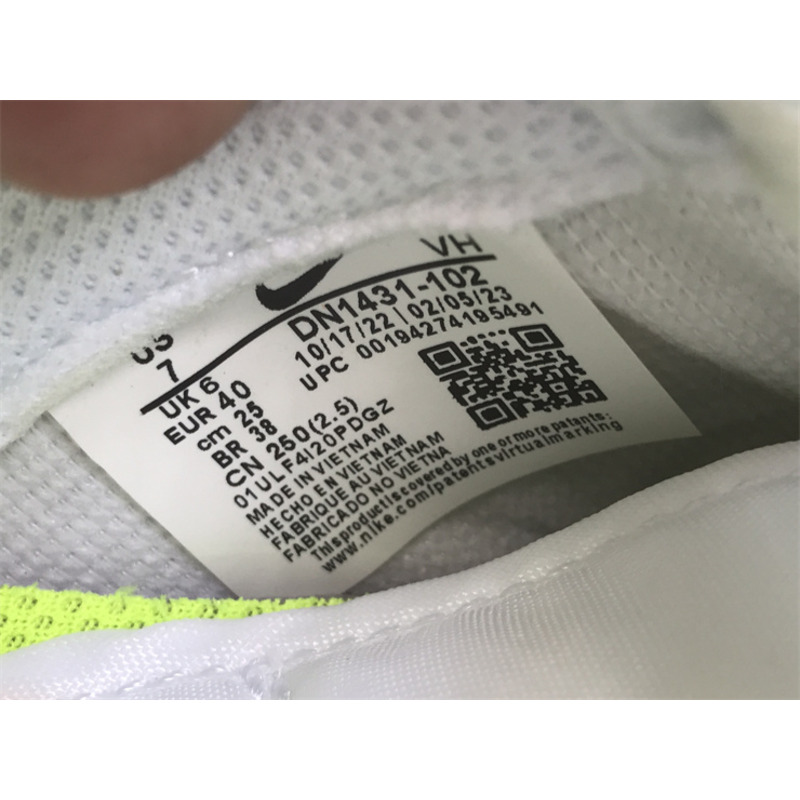 VH
DN1431-102
10/17/22 | 02/05/23
UPC 00194274195491
US
7
UK 6
EUR 40
cm 25
BR 38
CN 250(2.5)
01ULF4I20PDGZ
MADE IN VIETNAM
HECHO EN VIETNAM
FABRIQUE AU VIETNAM
FABRICADO NO VIETNA
This product is covered by one or more patents:
www.nike.com/patentsvirtualmarking